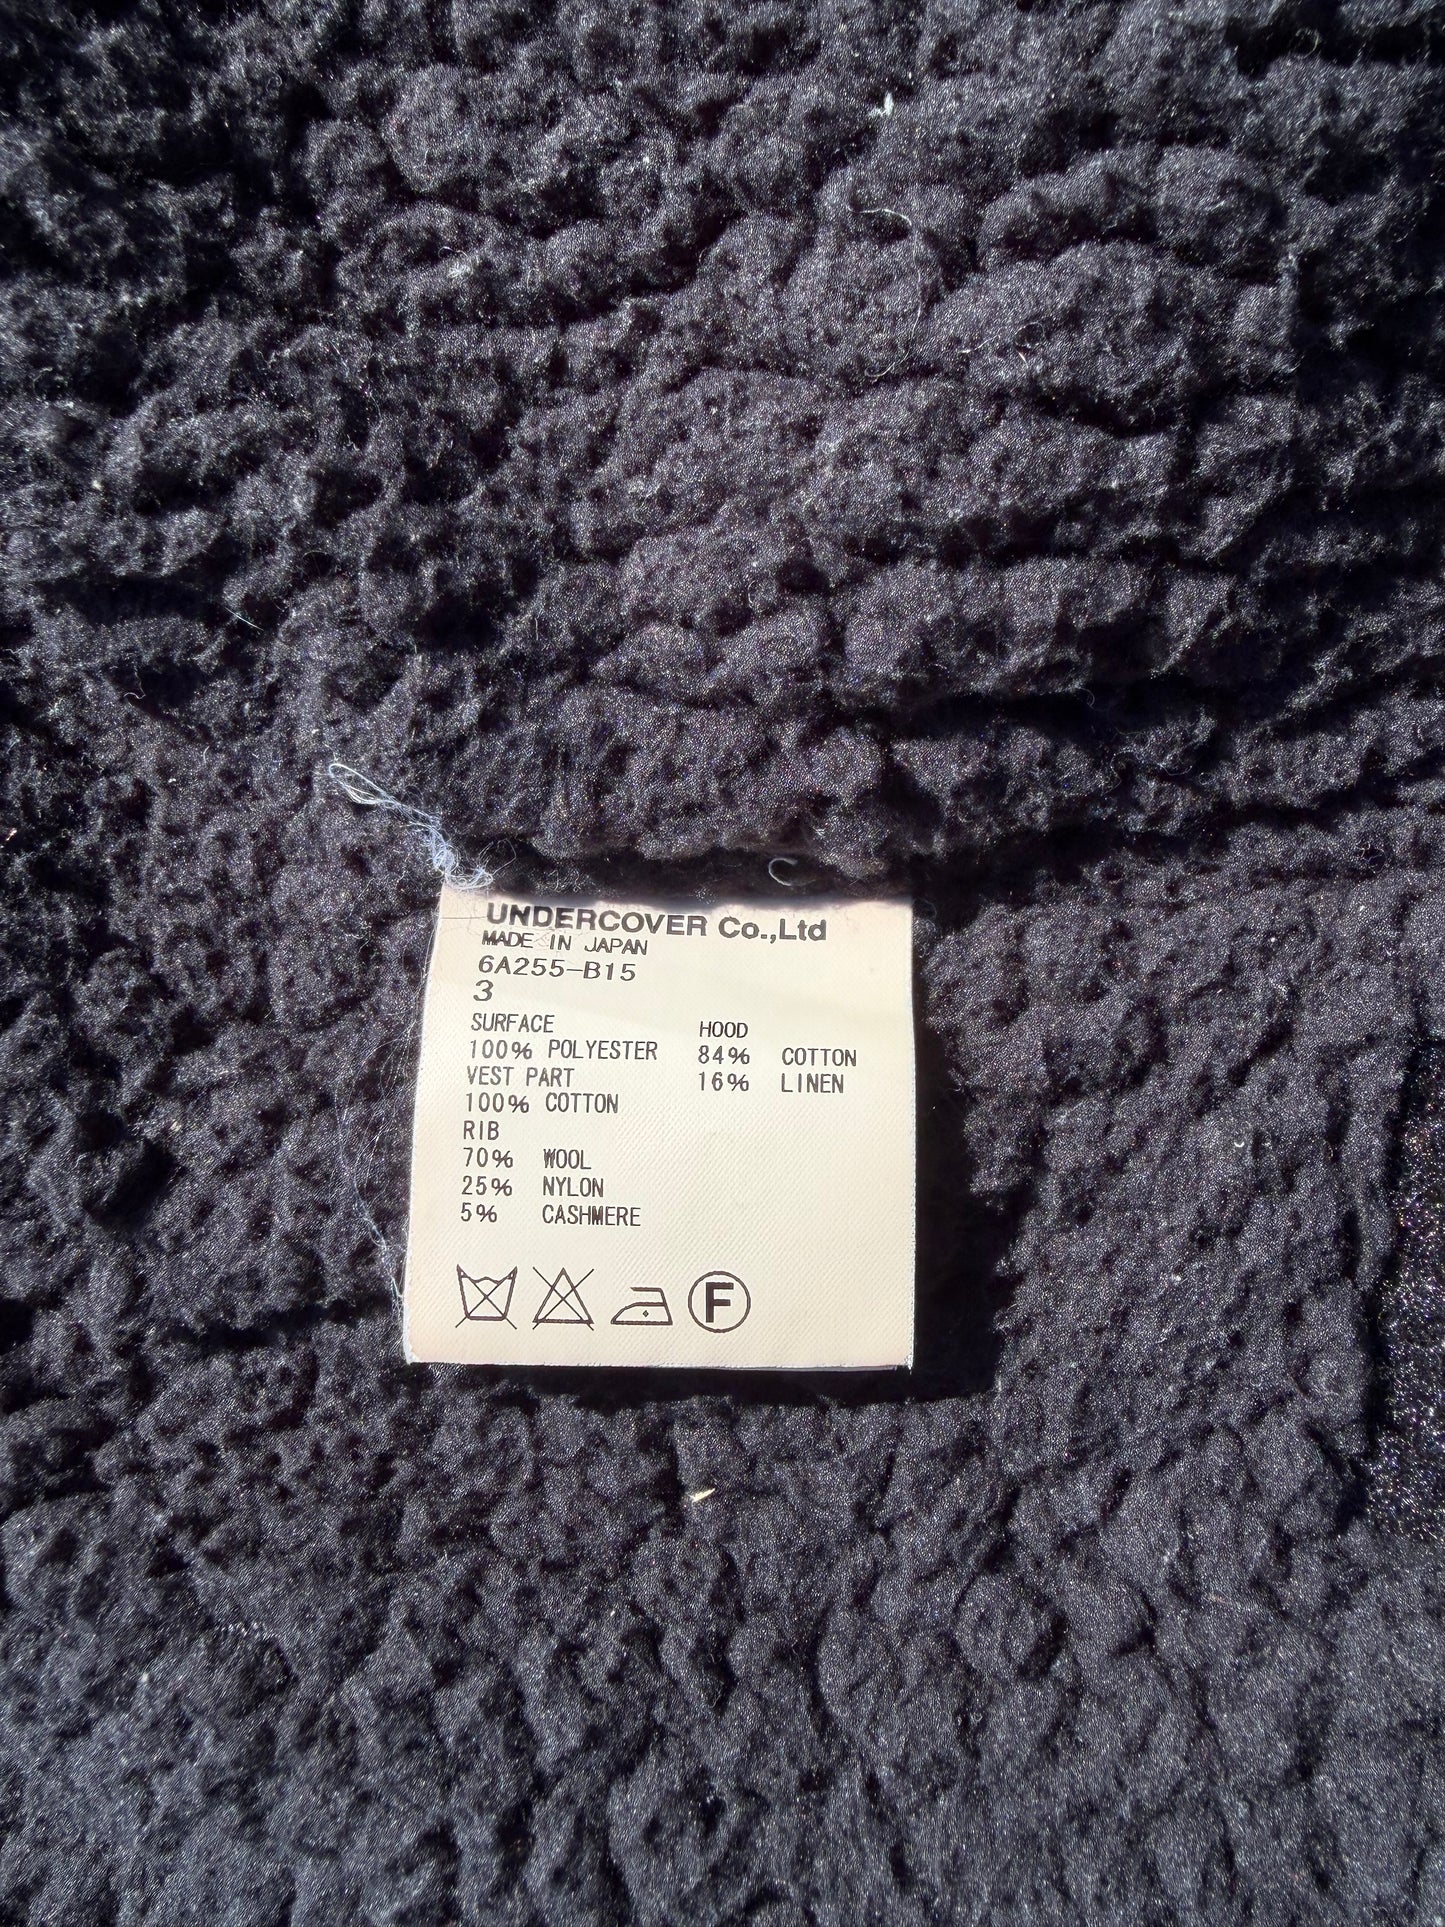 UNDERCOVER Co.,Ltd
MADE IN JAPAN
6A255-B15
3
SURFACE
100% POLYESTER
VEST PART
100% COTTON
RIB
70% WOOL
25% NYLON
5% CASHMERE
HOOD
84% COTTON
16% LINEN
F